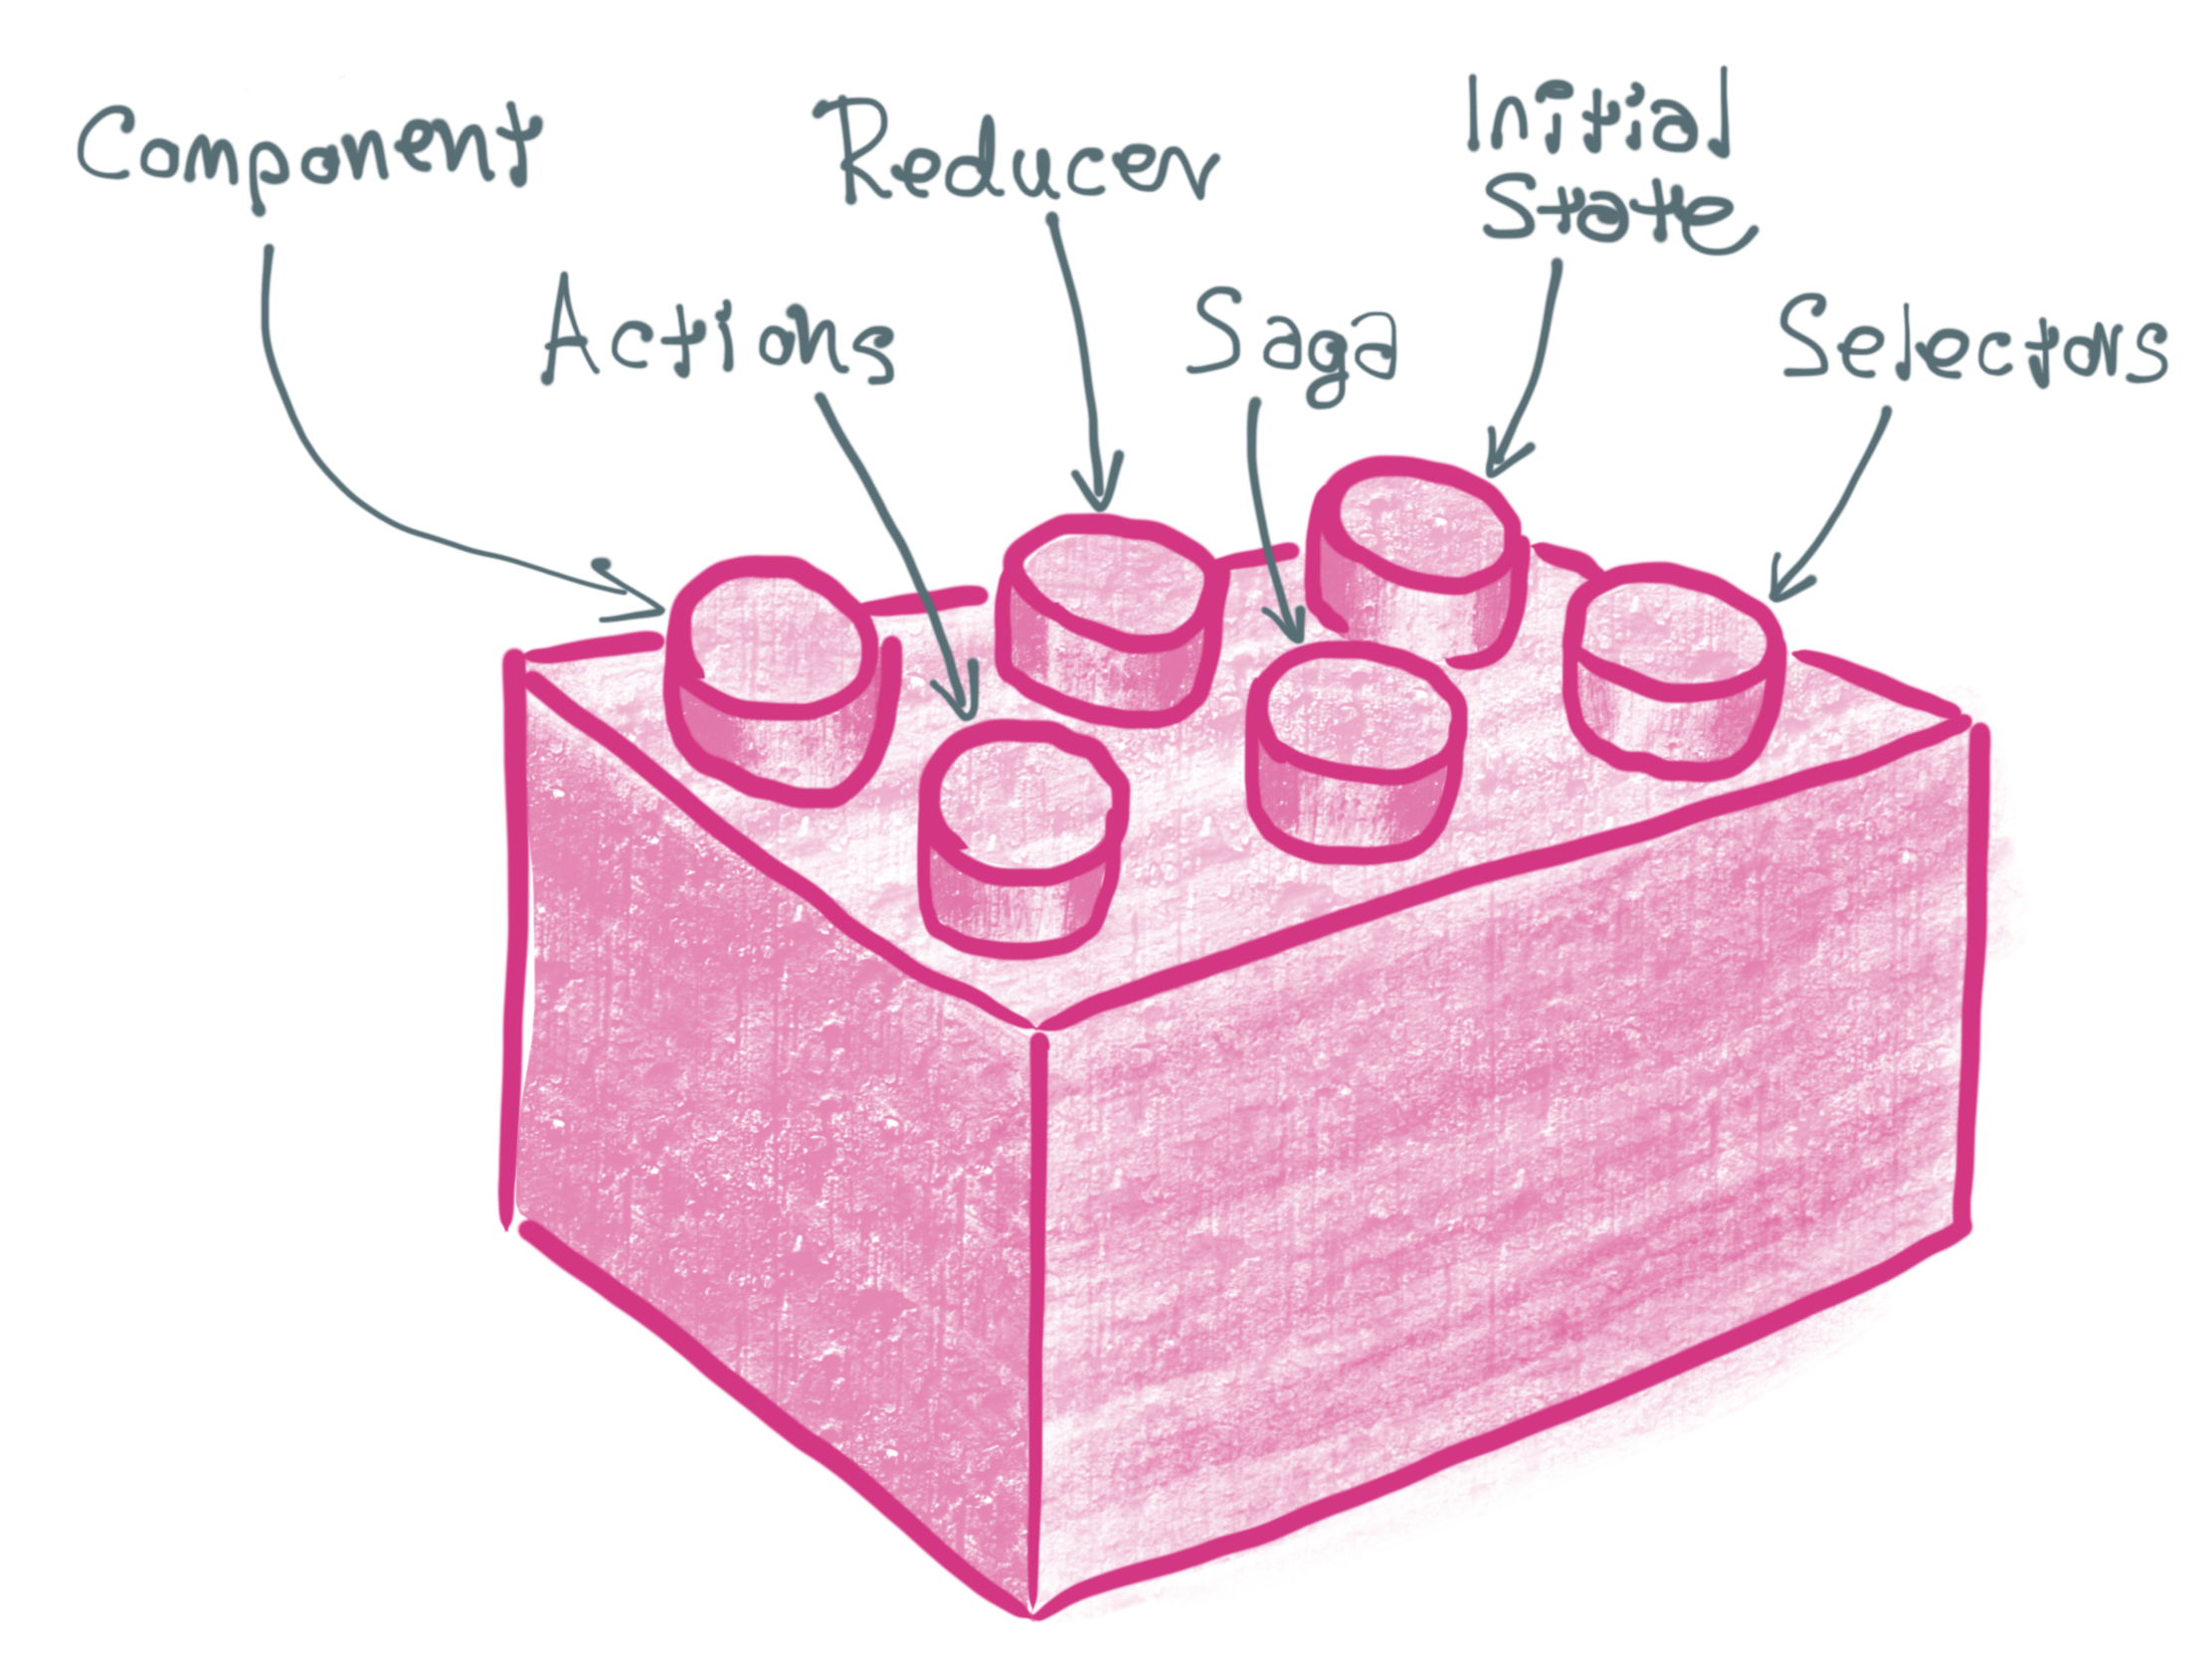 Component
Reducer
Initial
State
Actions
Saga
Selectors